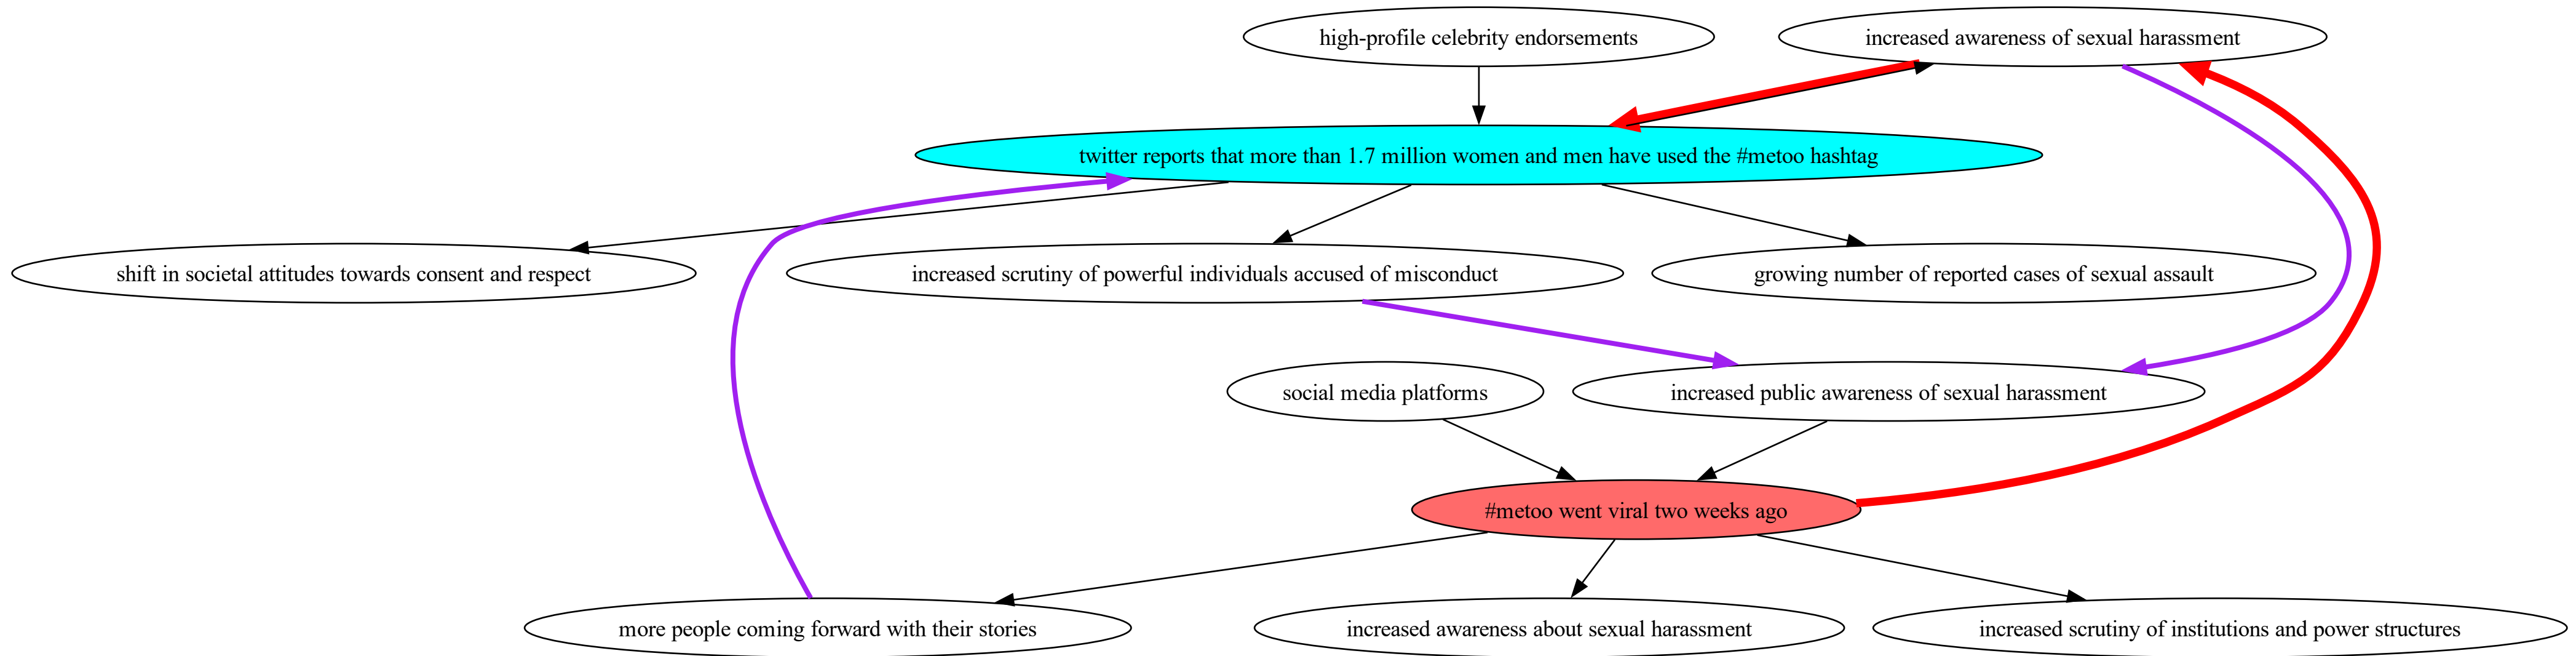 high-profile celebrity endorsements
increased awareness of sexual harassment
twitter reports that more than 1.7 million women and men have used the #metoo hashtag
shift in societal attitudes towards consent and respect
increased scrutiny of powerful individuals accused of misconduct
growing number of reported cases of sexual assault
social media platforms
increased public awareness of sexual harassment
#metoo went viral two weeks ago
more people coming forward with their stories
increased awareness about sexual harassment
increased scrutiny of institutions and power structures